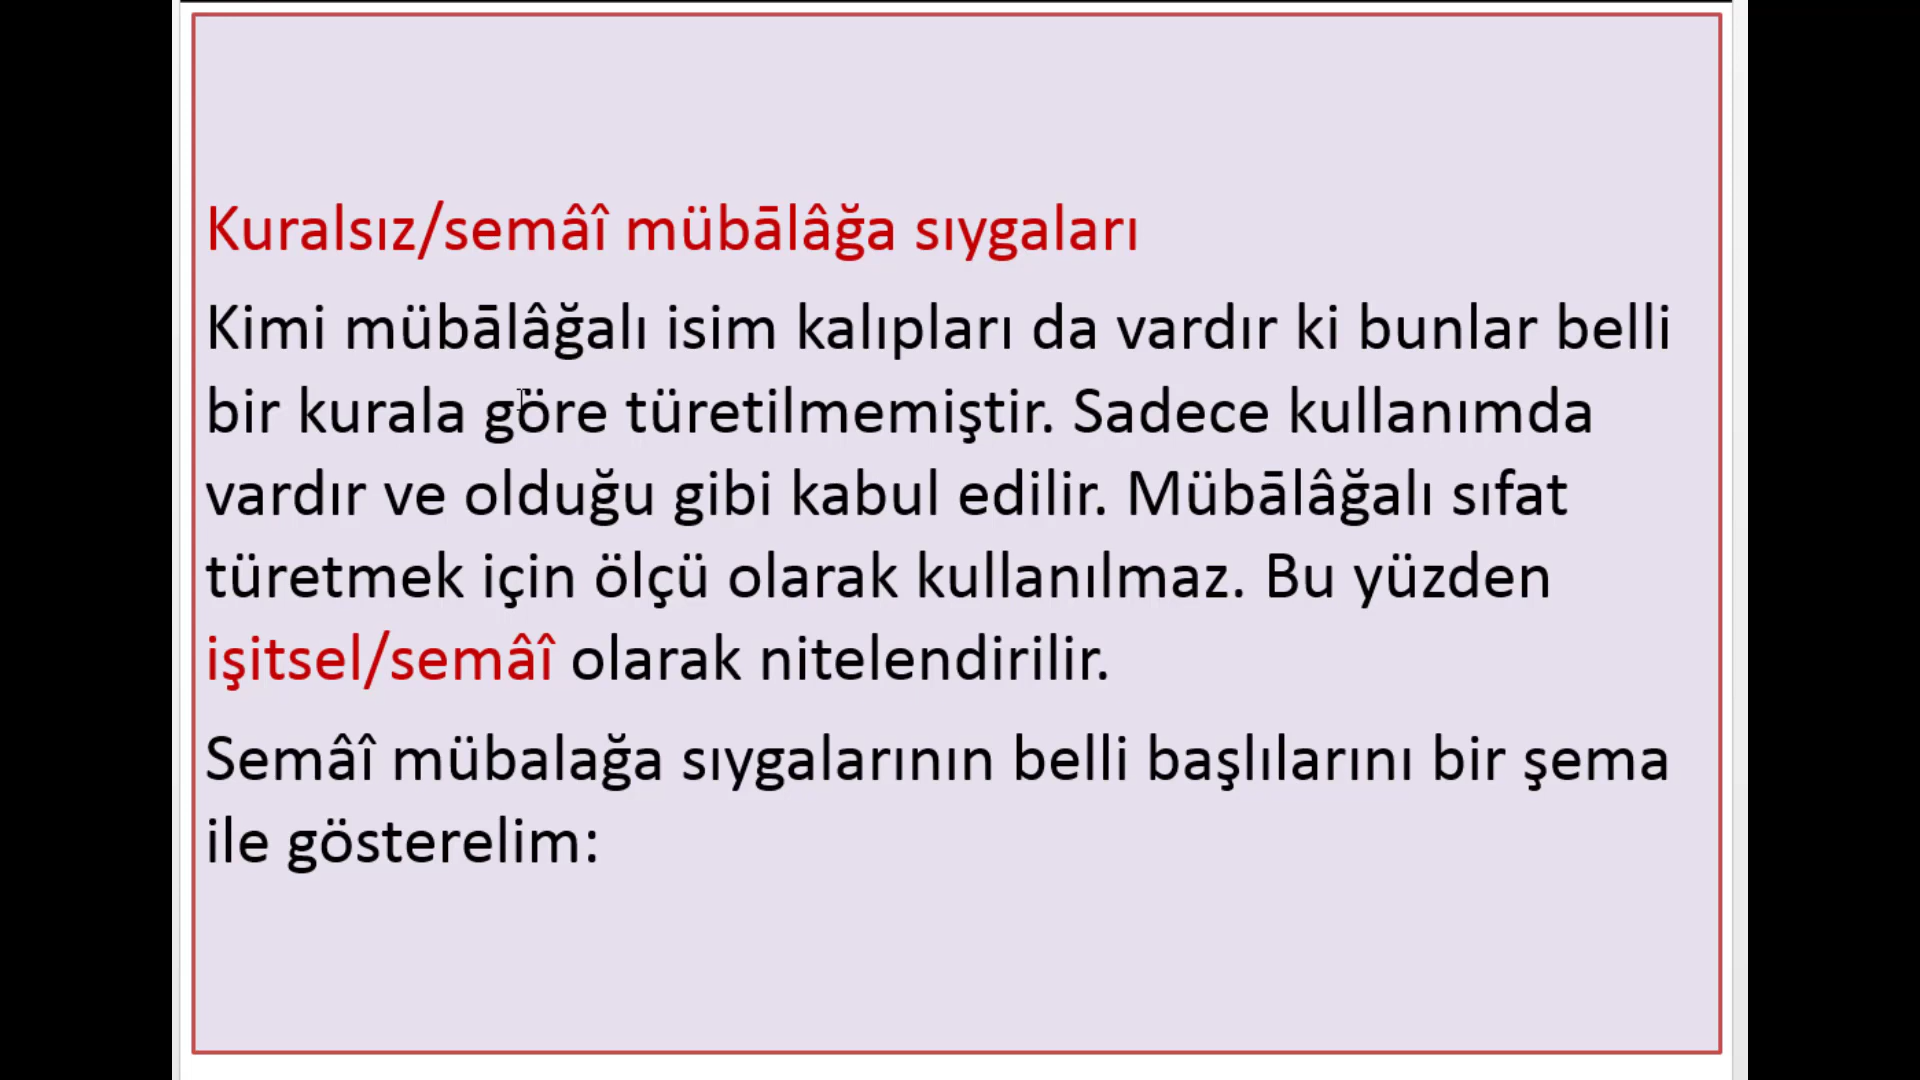 Kuralsız/semâî mübālâğa sıygaları
Kimi mübālâğalı isim kalıpları da vardır ki bunlar belli
bir kurala göre türetilmemiştir. Sadece kullanımda
vardır ve olduğu gibi kabul edilir. Mübālâğalı sıfat
türetmek için ölçü olarak kullanılmaz. Bu yüzden
işitsel/semâî olarak nitelendirilir.
Semâî mübalağa sıygalarının belli başlılarını bir şema
ile gösterelim: